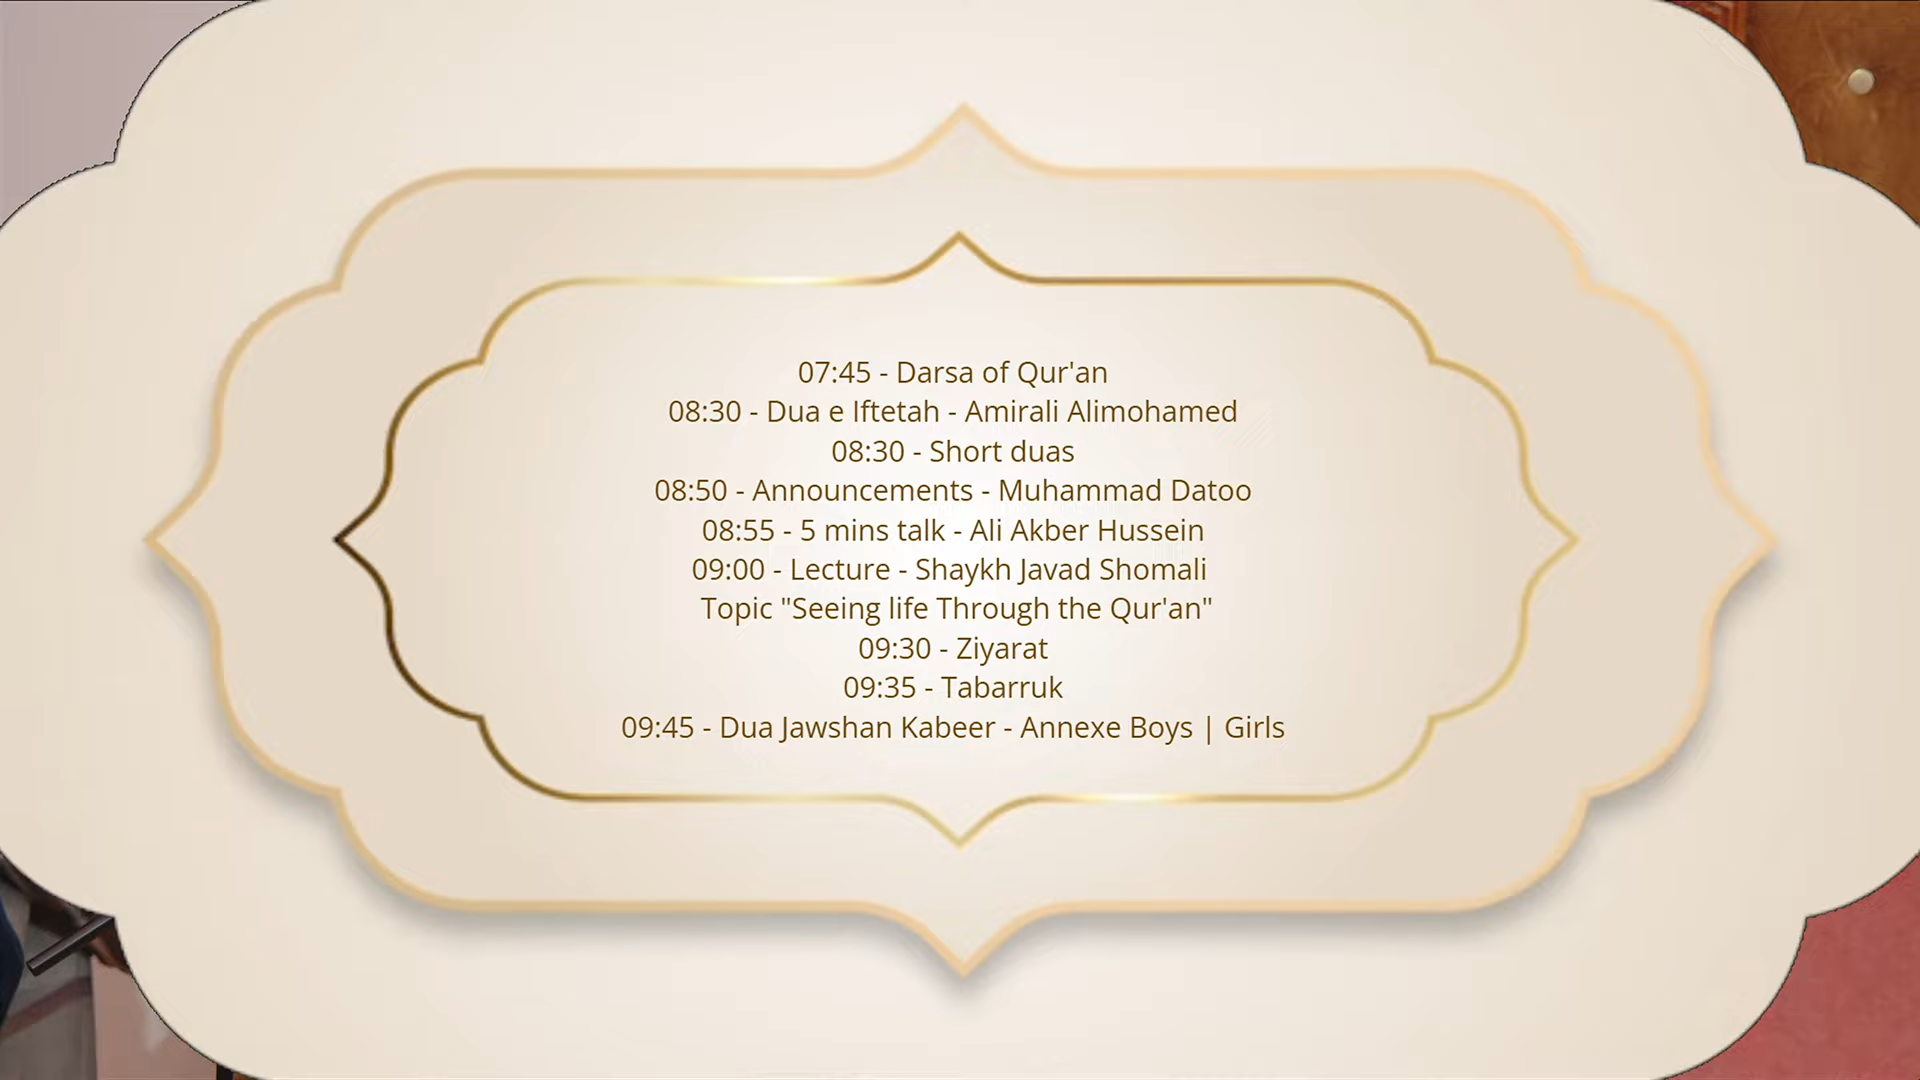 07:45 - Darsa of Qur'an
08:30 - Dua e Iftetah - Amirali Alimohamed
08:30 - Short duas
08:50 - Announcements - Muhammad Datoo
08:55 - 5 mins talk - Ali Akber Hussein
09:00 - Lecture - Shaykh Javad Shomali
Topic "Seeing life Through the Qur'an"
09:30 - Ziyarat
09:35 - Tabarruk
09:45 - Dua Jawshan Kabeer - Annexe Boys | Girls